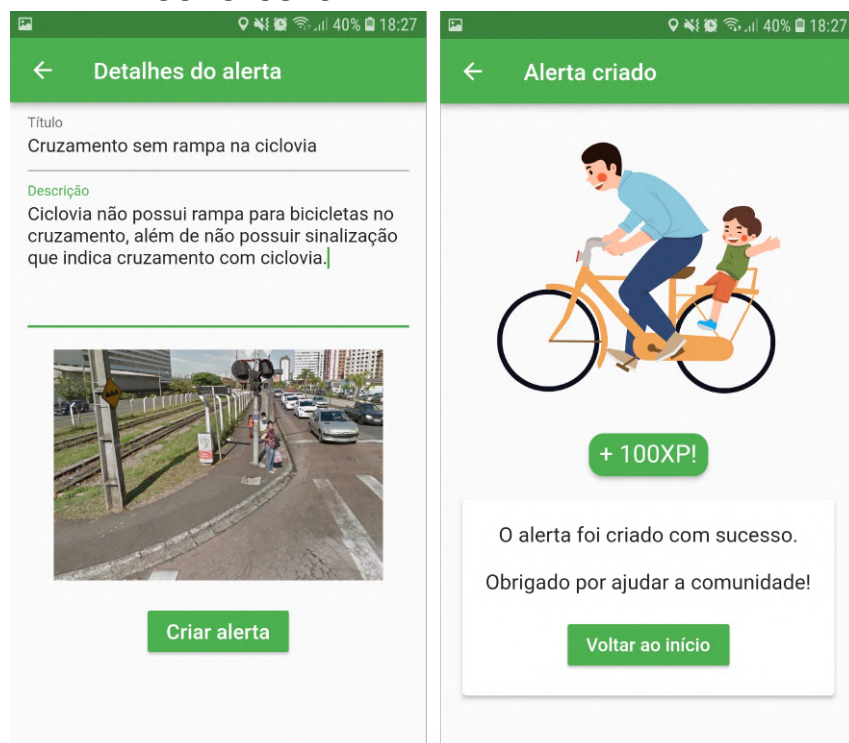 40% 18:27
Detalhes do alerta
Título
Cruzamento sem rampa na ciclovia
Descrição
Ciclovia não possui rampa para bicicletas no
cruzamento, além de não possuir sinalização
que indica cruzamento com ciclovia.
Criar alerta
40% 18:27
Alerta criado
+ 100XP!
O alerta foi criado com sucesso.
Obrigado por ajudar a comunidade!
Voltar ao início